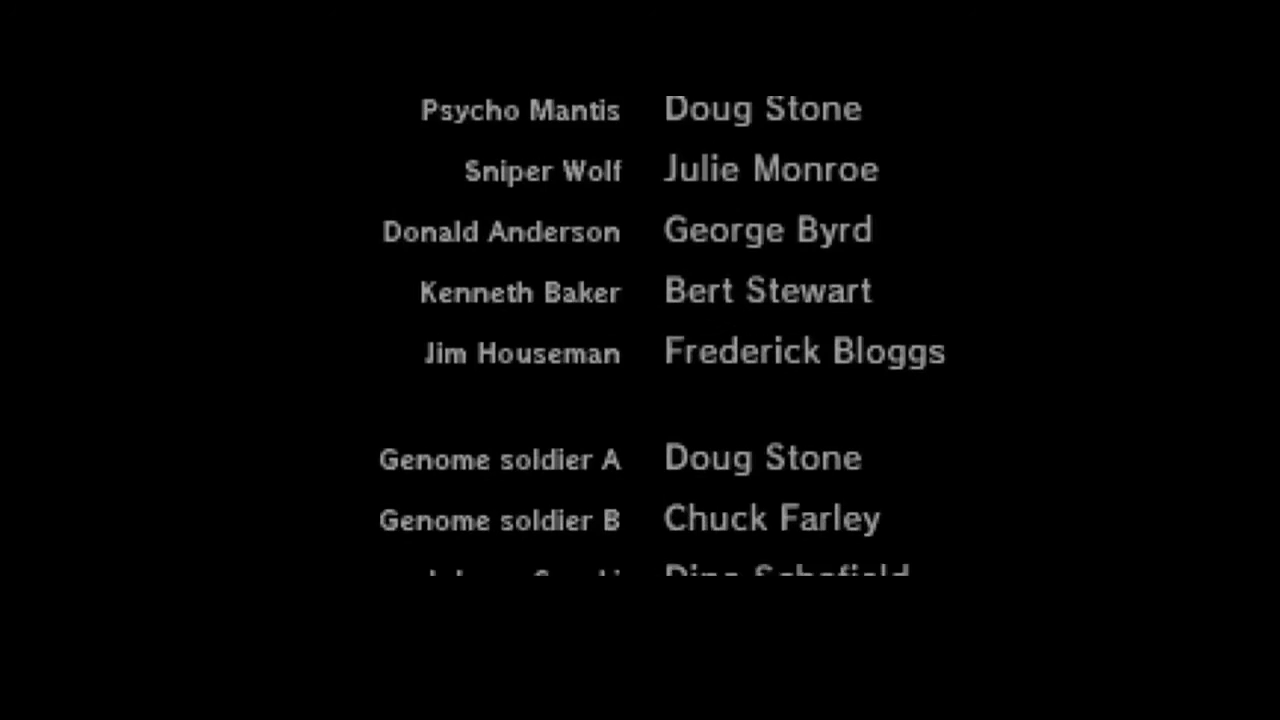 Psycho Mantis Doug Stone
Sniper Wolf Julie Monroe
Donald Anderson George Byrd
Kenneth Baker Bert Stewart
Jim Houseman Frederick Bloggs
Genome soldier A Doug Stone
Genome soldier B Chuck Farley